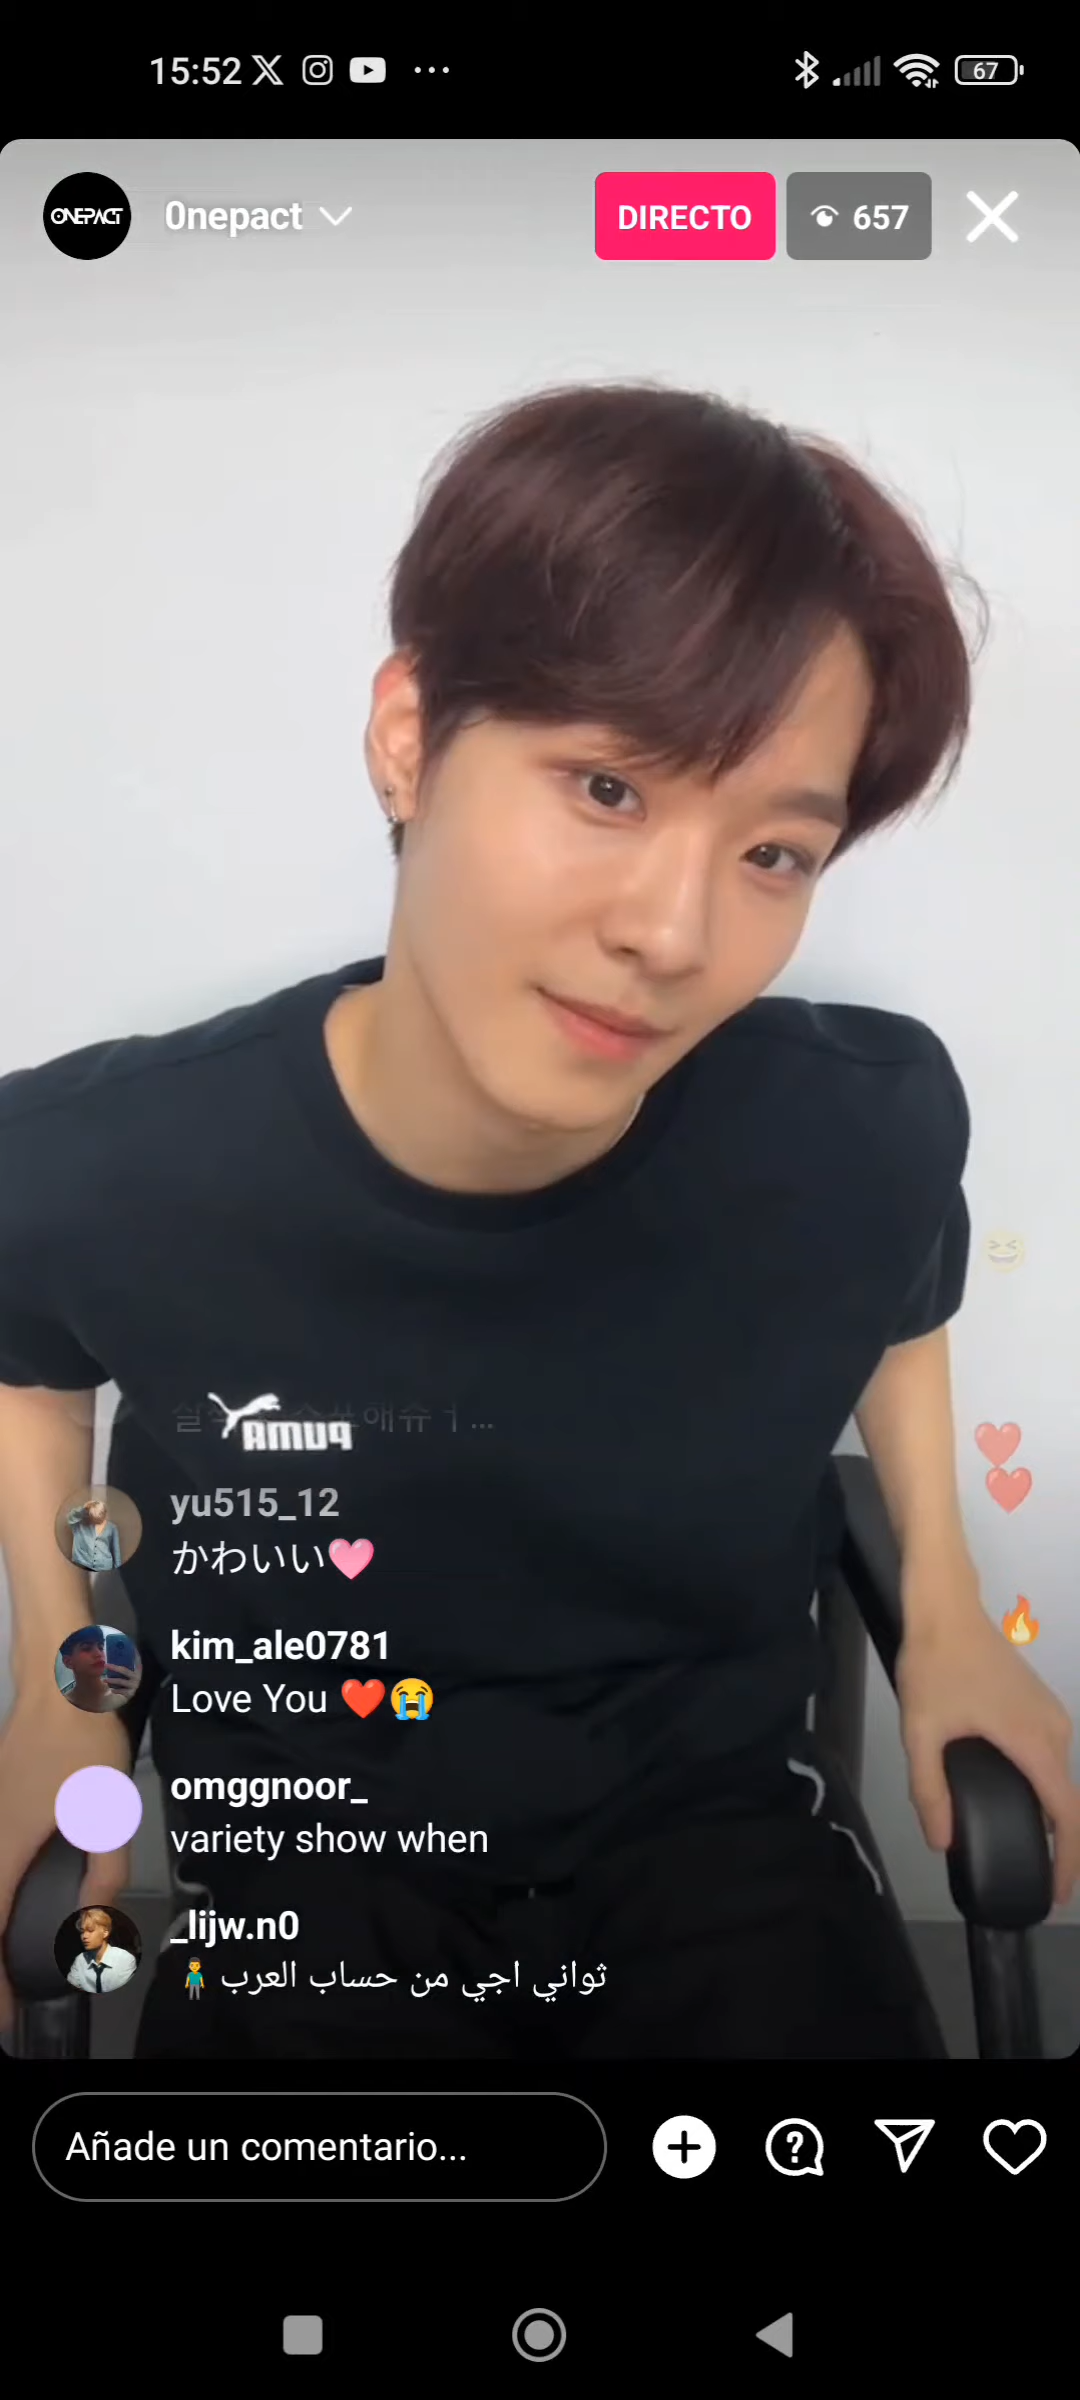 15:52
67
ONEPACT
0nepact
DIRECTO
657
PUMA
yu515_12
かわいい🩷
kim_ale0781
Love You ❤️😭
omggnoor_
variety show when
_lijw.n0
ثواني اجي من حساب العرب 🧍‍♂️
Añade un comentario...